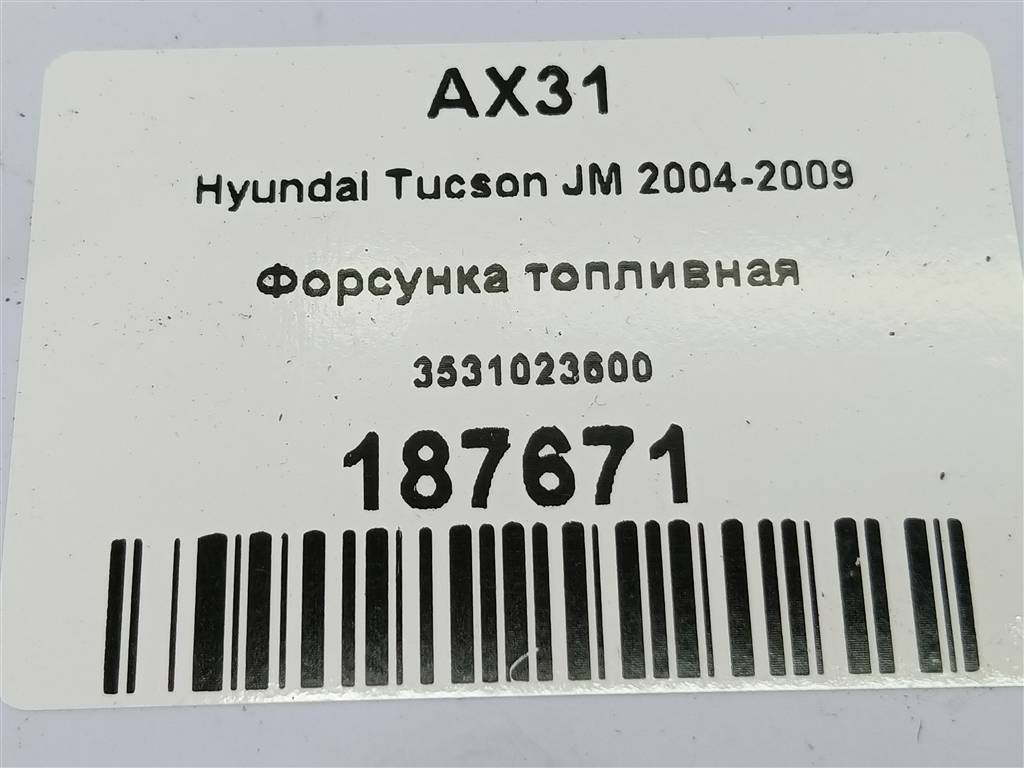 AX31
Hyundai Tucson JM 2004-2009
Форсунка топливная
3531023600
187671